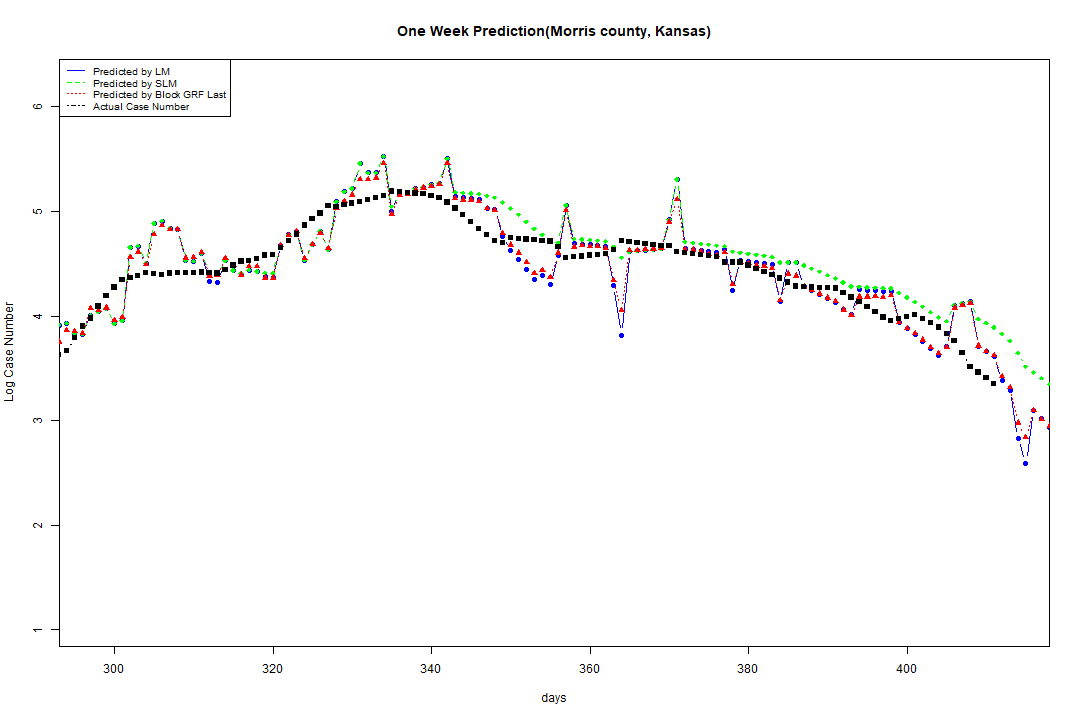 One Week Prediction(Morris county, Kansas)
Predicted by LM
Predicted by SLM
Predicted by Block GRF Last
Actual Case Number
6
5
4
3
2
1
Log Case Number
300 320 340 360 380 400
days